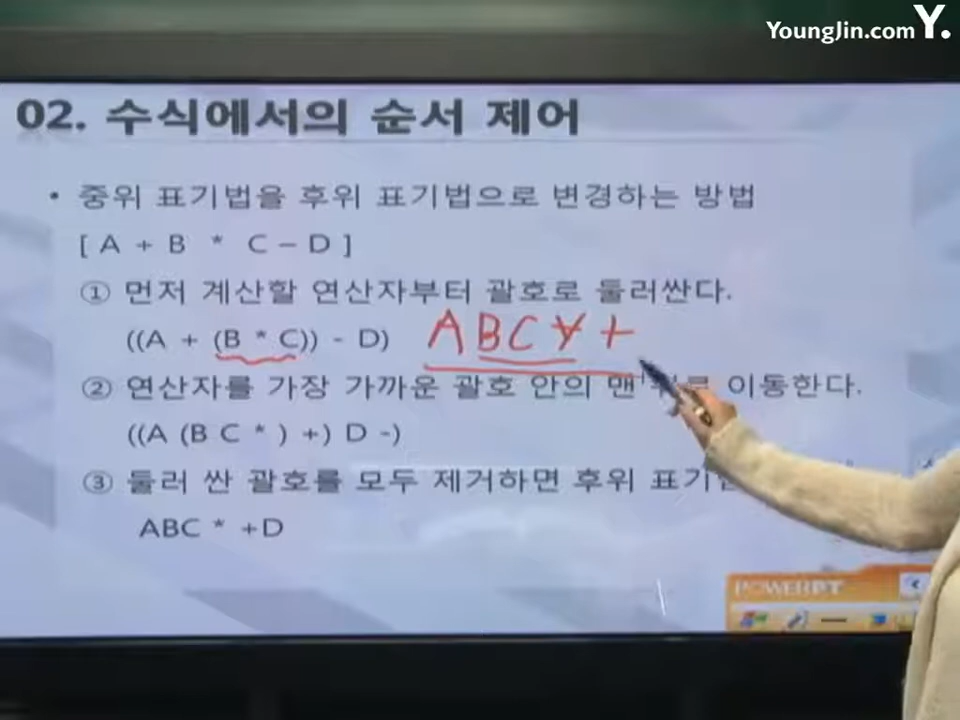 YoungJin.com Y.
02. 수식에서의 순서 제어
• 중위 표기법을 후위 표기법으로 변경하는 방법
[ A + B * C – D ]
① 먼저 계산할 연산자부터 괄호로 둘러싼다.
((A + (B * C)) - D)
A B C * +
② 연산자를 가장 가까운 괄호 안의 맨 이동한다.
((A (B C * ) +) D -)
③ 둘러 싼 괄호를 모두 제거하면 후위 표기
ABC * +D
POWERPT